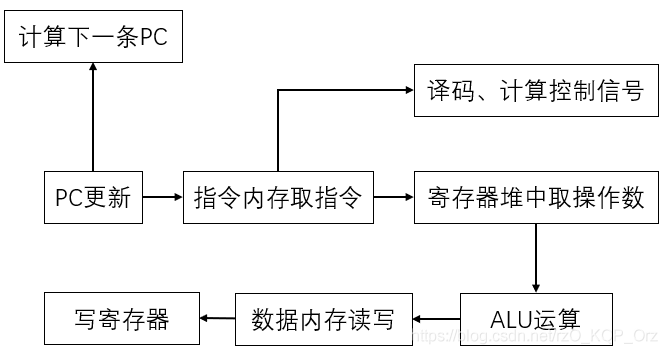 计算下一条PC
译码、计算控制信号
PC更新
指令内存取指令
寄存器堆中取操作数
写寄存器
数据内存读写
ALU运算
https://blog.csdn.net/rzO_KQP_Orz